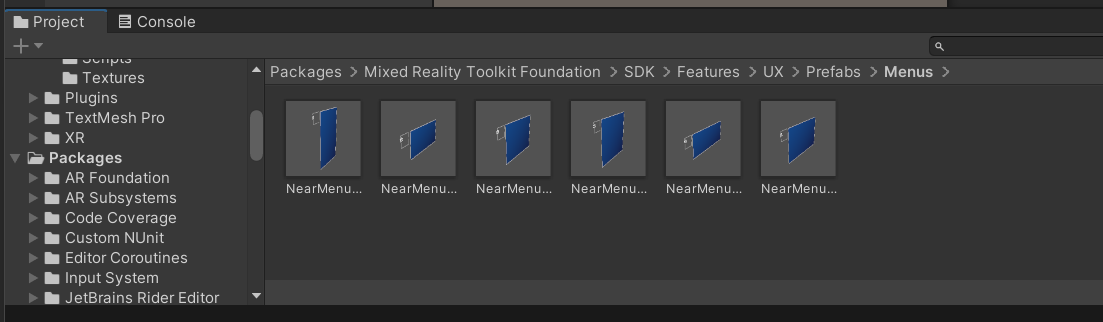 Project
Console
Scripts
Textures
Plugins
TextMesh Pro
XR
Packages
AR Foundation
AR Subsystems
Code Coverage
Custom NUnit
Editor Coroutines
Input System
JetBrains Rider Editor
Packages > Mixed Reality Toolkit Foundation > SDK > Features > UX > Prefabs > Menus >
NearMenu... NearMenu... NearMenu... NearMenu... NearMenu... NearMenu...